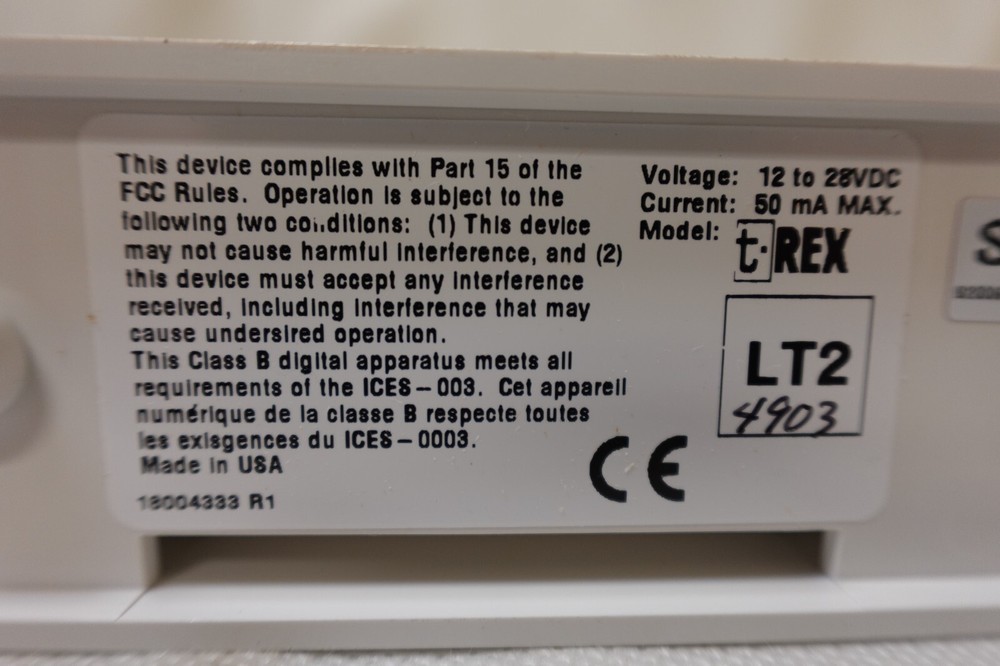 This device complies with Part 15 of the
FCC Rules. Operation is subject to the
following two conditions: (1) This device
may not cause harmful interference, and (2)
this device must accept any interference
received, including interference that may
cause undersired operation.
This Class B digital apparatus meets all
requirements of the ICES-003. Cet appareil
numérique de la classe B respecte toutes
les exisgences du ICES-0003.
Made in USA
18004333 R1
Voltage: 12 to 28VDC
Current: 50 mA MAX.
Model: t·REX
LT2
4903
CE
S